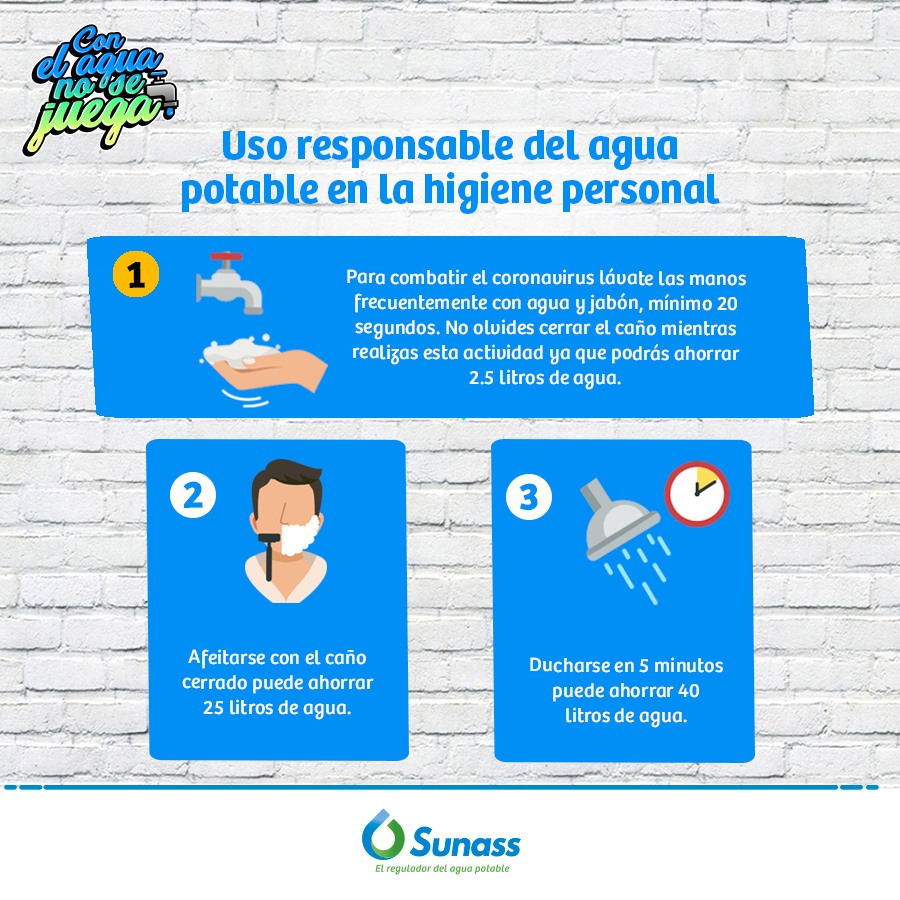 Con
el agua
no se
juega
Uso responsable del agua
potable en la higiene personal
1
Para combatir el coronavirus lávate las manos
frecuentemente con agua y jabón, mínimo 20
segundos. No olvides cerrar el caño mientras
realizas esta actividad ya que podrás ahorrar
2.5 litros de agua.
2
Afeitarse con el caño
cerrado puede ahorrar
25 litros de agua.
3
Ducharse en 5 minutos
puede ahorrar 40
litros de agua.
Sunass
El regulador del agua potable